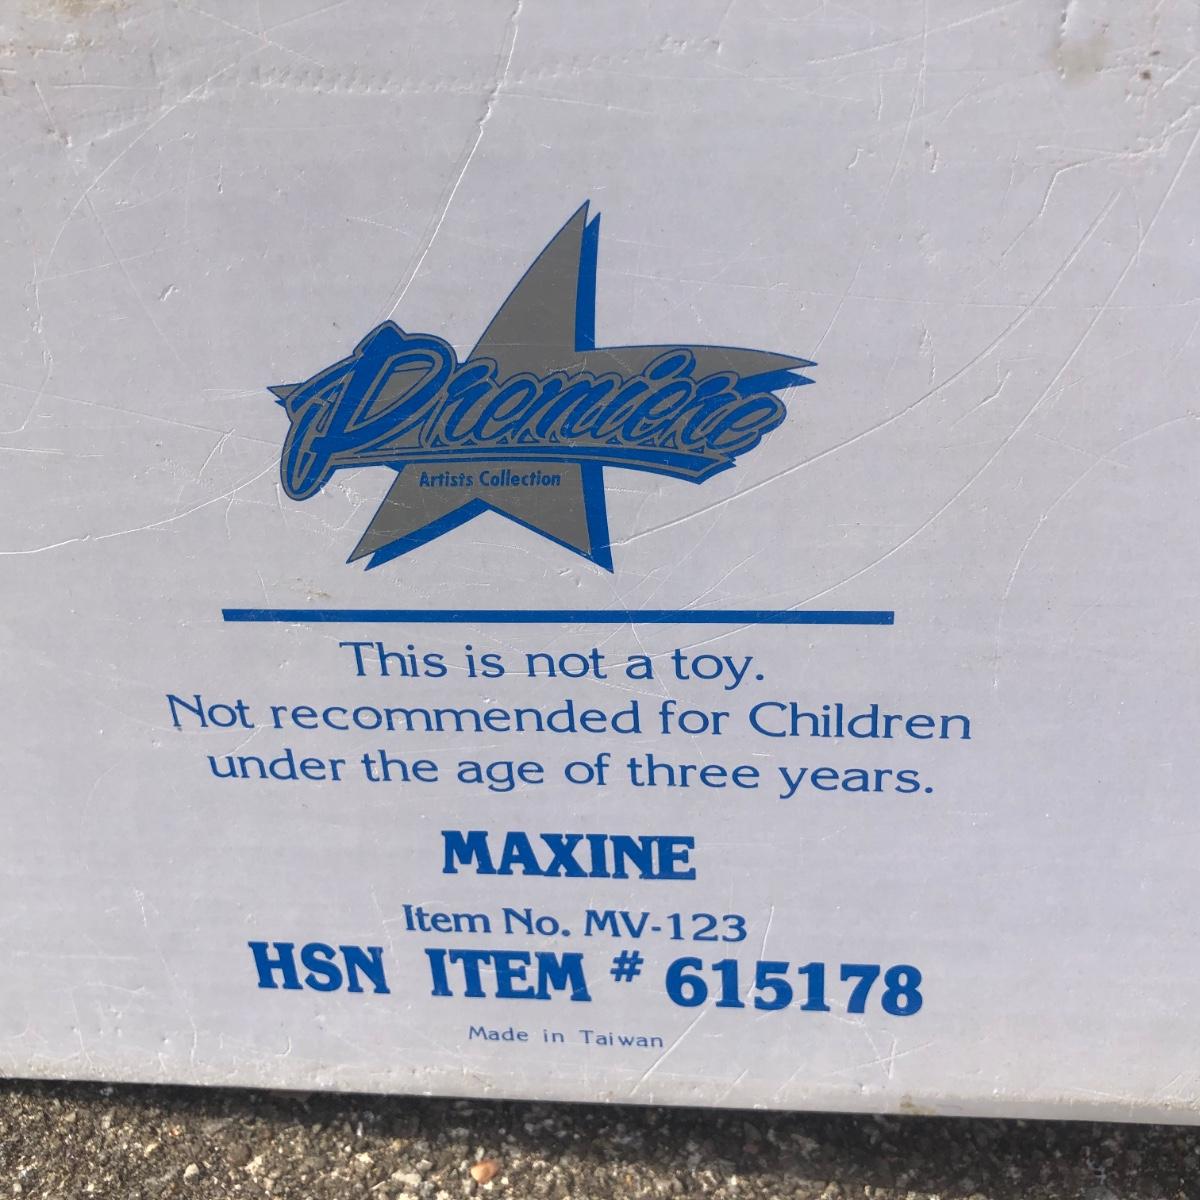 Premiere
Artists Collection
This is not a toy.
Not recommended for Children
under the age of three years.
MAXINE
Item No. MV-123
HSN ITEM # 615178
Made in Taiwan